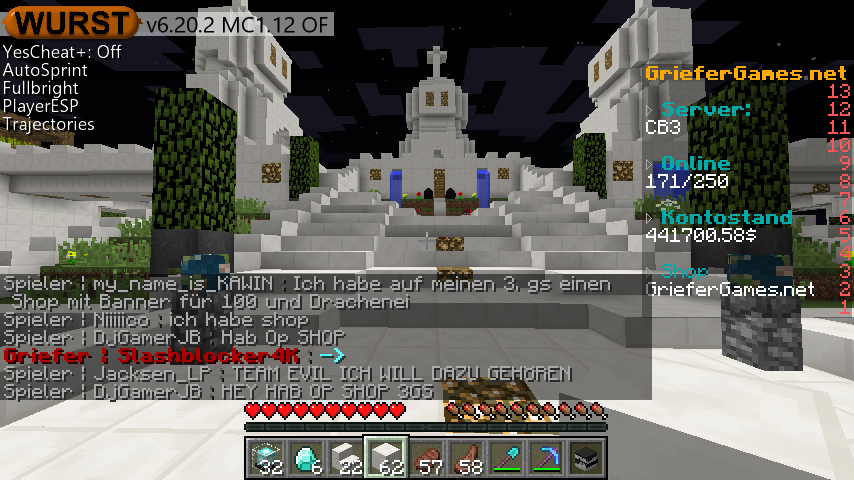 WURST v6.20.2 MC1.12 OF
YesCheat+: Off
AutoSprint
Fullbright
PlayerESP
Trajectories
GrieferGames.net
13
Server: 12
CB3 11
10
Online 9
171/250 8
7
Kontostand 6
441700.58$ 5
4
Shop 3
GrieferGames.net 2
1
Spieler | my_name_is_KAWIN : Ich habe auf meinen 3. gs einen
Shop mit Banner für 100 und Drachenei
Spieler | Niiiico : ich habe shop
Spieler | DjGamerJB : Hab Op SHOP
Griefer | Slashblocker4K : ->
Spieler | Jacksen_LP : TEAM EVIL ICH WILL DAZU GEHÖREN
Spieler | DjGamerJB : HEY HAB OP SHOP 3GS
32 6 22 62 57 58